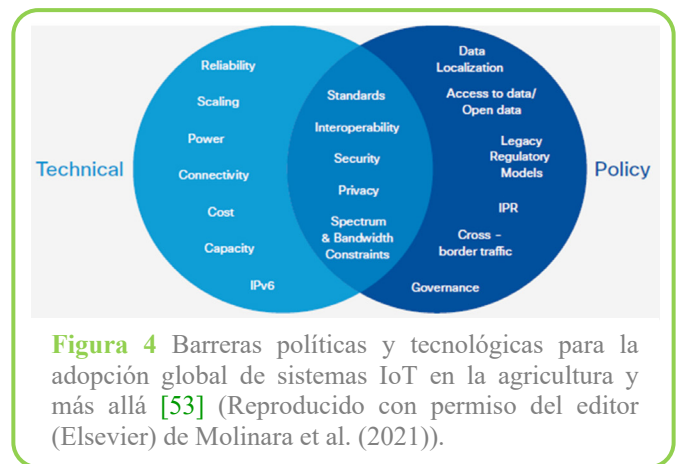 Technical
Reliability
Scaling
Power
Connectivity
Cost
Capacity
IPv6
Standards
Interoperability
Security
Privacy
Spectrum
& Bandwidth
Constraints
Data
Localization
Access to data/
Open data
Legacy
Regulatory
Models
IPR
Cross –
border traffic
Governance
Policy
Figura 4 Barreras políticas y tecnológicas para la
adopción global de sistemas IoT en la agricultura y
más allá [53] (Reproducido con permiso del editor
(Elsevier) de Molinara et al. (2021)).